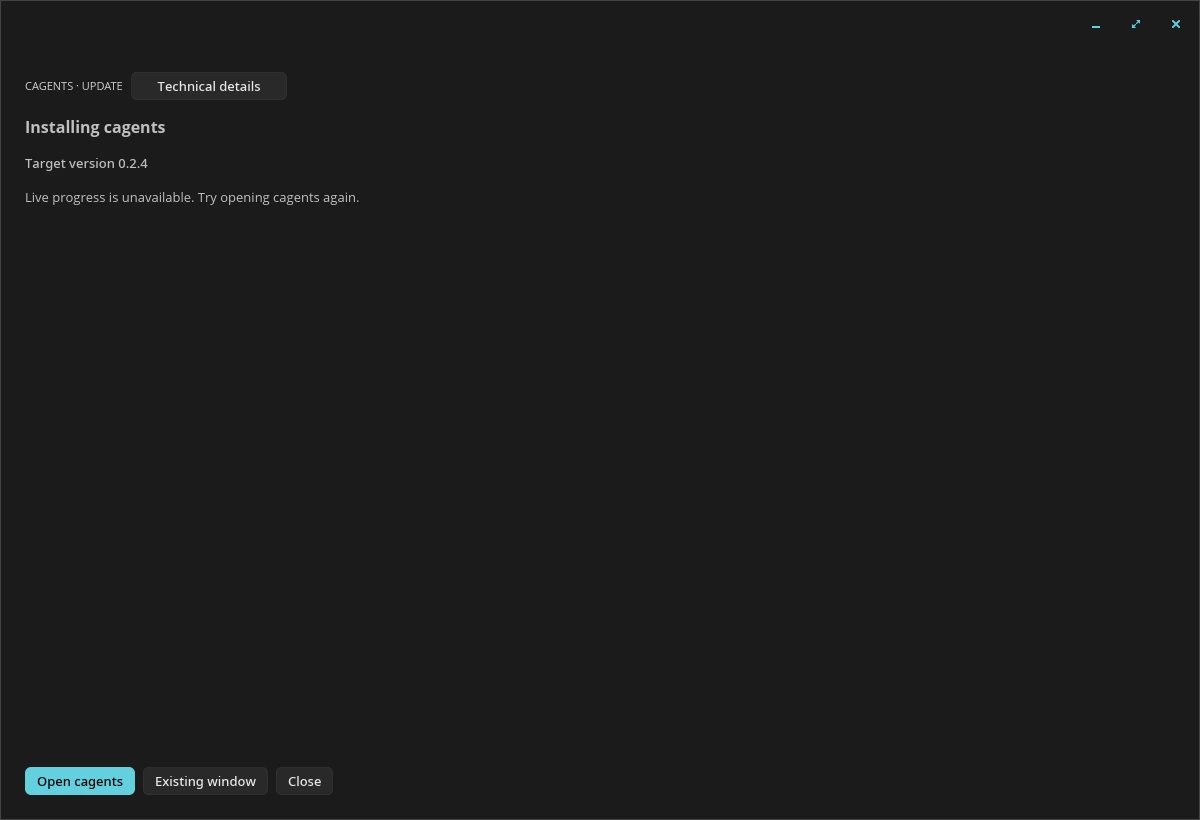 CAGENTS · UPDATE
Technical details
Installing cagents
Target version 0.2.4
Live progress is unavailable. Try opening cagents again.
Open cagents
Existing window
Close